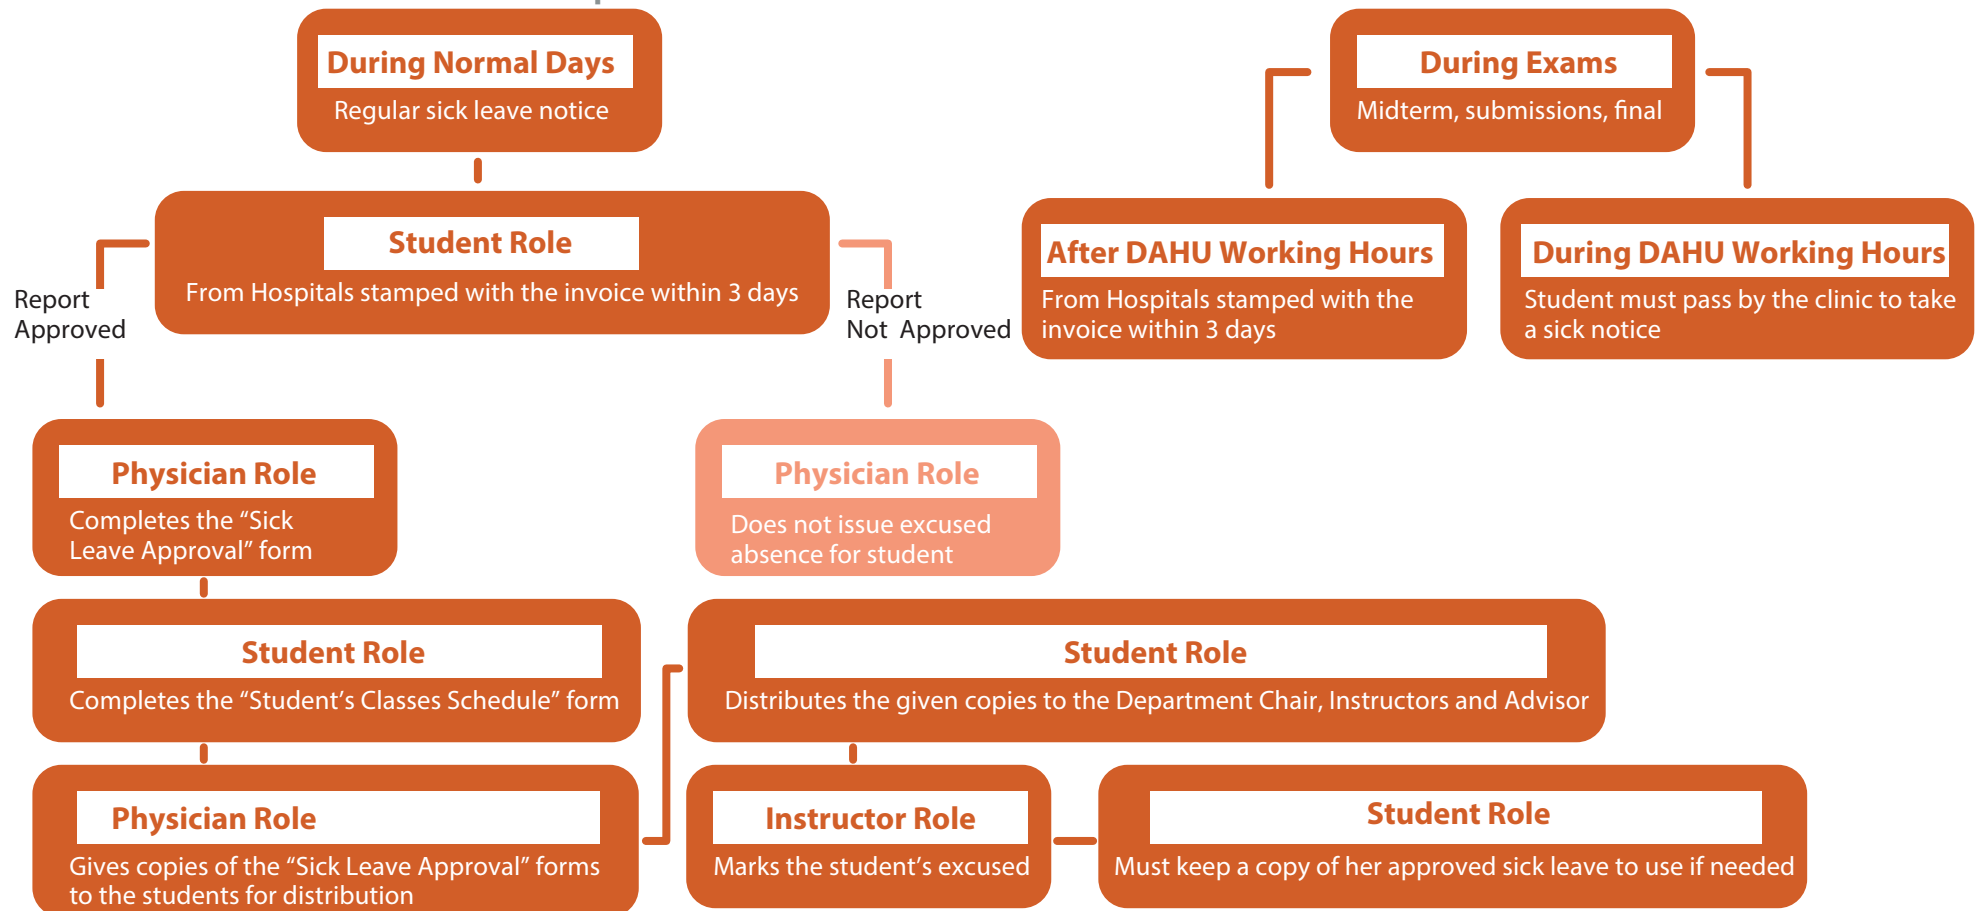 During Normal Days
Regular sick leave notice
During Exams
Midterm, submissions, final
Student Role
From Hospitals stamped with the invoice within 3 days
After DAHU Working Hours
From Hospitals stamped with the
invoice within 3 days
During DAHU Working Hours
Student must pass by the clinic to take
a sick notice
Report
Approved
Report
Not Approved
Physician Role
Completes the “Sick
Leave Approval” form
Physician Role
Does not issue excused
absence for student
Student Role
Completes the “Student’s Classes Schedule” form
Student Role
Distributes the given copies to the Department Chair, Instructors and Advisor
Physician Role
Gives copies of the “Sick Leave Approval” forms
to the students for distribution
Instructor Role
Marks the student’s excused
Student Role
Must keep a copy of her approved sick leave to use if needed